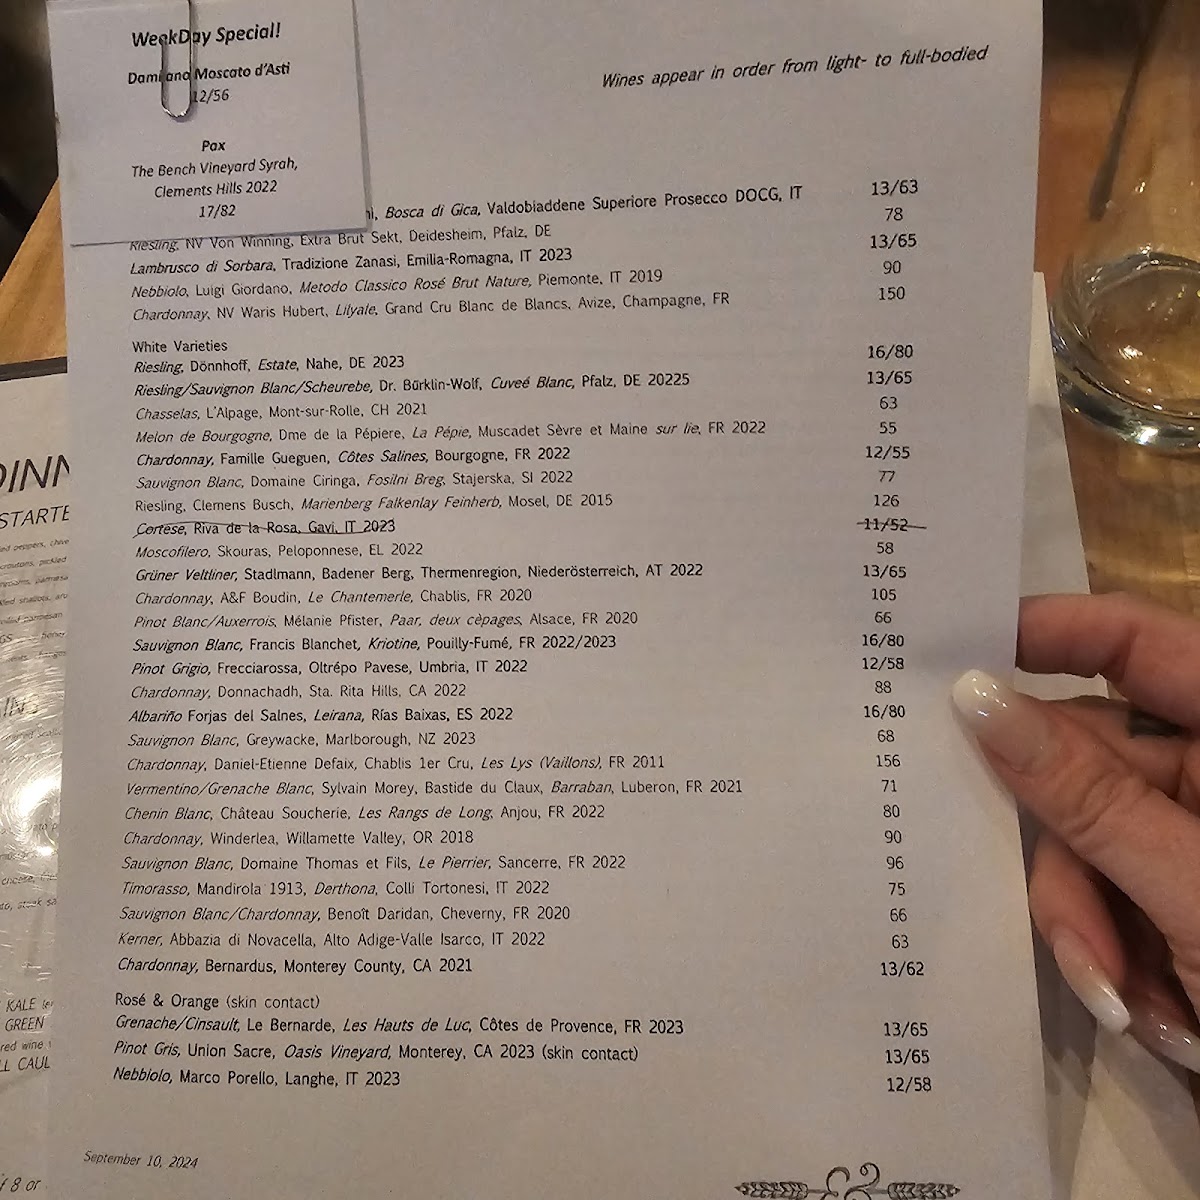 WeekDay Special!
Damiano Moscato d'Asti
12/56
Pax
The Bench Vineyard Syrah,
Clements Hills 2022
17/82
Wines appear in order from light- to full-bodied
Bosca di Gica, Valdobiaddene Superiore Prosecco DOCG, IT 13/63
Riesling, NV Von Winning, Extra Brut Sekt, Deidesheim, Pfalz, DE 78
Lambrusco di Sorbara, Tradizione Zanasi, Emilia-Romagna, IT 2023 13/65
Nebbiolo, Luigi Giordano, Metodo Classico Rosé Brut Nature, Piemonte, IT 2019 90
Chardonnay, NV Waris Hubert, Lilyale, Grand Cru Blanc de Blancs, Avize, Champagne, FR 150
White Varieties
Riesling, Dönnhoff, Estate, Nahe, DE 2023 16/80
Riesling/Sauvignon Blanc/Scheurebe, Dr. Bürklin-Wolf, Cuveé Blanc, Pfalz, DE 20225 13/65
Chasselas, L'Alpage, Mont-sur-Rolle, CH 2021 63
Melon de Bourgogne, Dme de la Pépiere, La Pépie, Muscadet Sèvre et Maine sur lie, FR 2022 55
Chardonnay, Famille Gueguen, Côtes Salines, Bourgogne, FR 2022 12/55
Sauvignon Blanc, Domaine Ciringa, Fosilni Breg, Stajerska, SI 2022 77
Riesling, Clemens Busch, Marienberg Falkenlay Feinherb, Mosel, DE 2015 126
Cortese, Riva de la Rosa, Gavi, IT 2023 11/52
Moscofilero, Skouras, Peloponnese, EL 2022 58
Grüner Veltliner, Stadlmann, Badener Berg, Thermenregion, Niederösterreich, AT 2022 13/65
Chardonnay, A&F Boudin, Le Chantemerle, Chablis, FR 2020 105
Pinot Blanc/Auxerrois, Mélanie Pfister, Paar, deux cèpages, Alsace, FR 2020 66
Sauvignon Blanc, Francis Blanchet, Kriotine, Pouilly-Fumé, FR 2022/2023 16/80
Pinot Grigio, Frecciarossa, Oltrépo Pavese, Umbria, IT 2022 12/58
Chardonnay, Donnachadh, Sta. Rita Hills, CA 2022 88
Albariño Forjas del Salnes, Leirana, Rías Baixas, ES 2022 16/80
Sauvignon Blanc, Greywacke, Marlborough, NZ 2023 68
Chardonnay, Daniel-Etienne Defaix, Chablis 1er Cru, Les Lys (Vaillons), FR 2011 156
Vermentino/Grenache Blanc, Sylvain Morey, Bastide du Claux, Barraban, Luberon, FR 2021 71
Chenin Blanc, Château Soucherie, Les Rangs de Long, Anjou, FR 2022 80
Chardonnay, Winderlea, Willamette Valley, OR 2018 90
Sauvignon Blanc, Domaine Thomas et Fils, Le Pierrier, Sancerre, FR 2022 96
Timorasso, Mandirola 1913, Derthona, Colli Tortonesi, IT 2022 75
Sauvignon Blanc/Chardonnay, Benoît Daridan, Cheverny, FR 2020 66
Kerner, Abbazia di Novacella, Alto Adige-Valle Isarco, IT 2022 63
Chardonnay, Bernardus, Monterey County, CA 2021 13/62
Rosé & Orange (skin contact)
Grenache/Cinsault, Le Bernarde, Les Hauts de Luc, Côtes de Provence, FR 2023 13/65
Pinot Gris, Union Sacre, Oasis Vineyard, Monterey, CA 2023 (skin contact) 13/65
Nebbiolo, Marco Porello, Langhe, IT 2023 12/58
September 10, 2024
KALE
GREEN
red wine
8 or